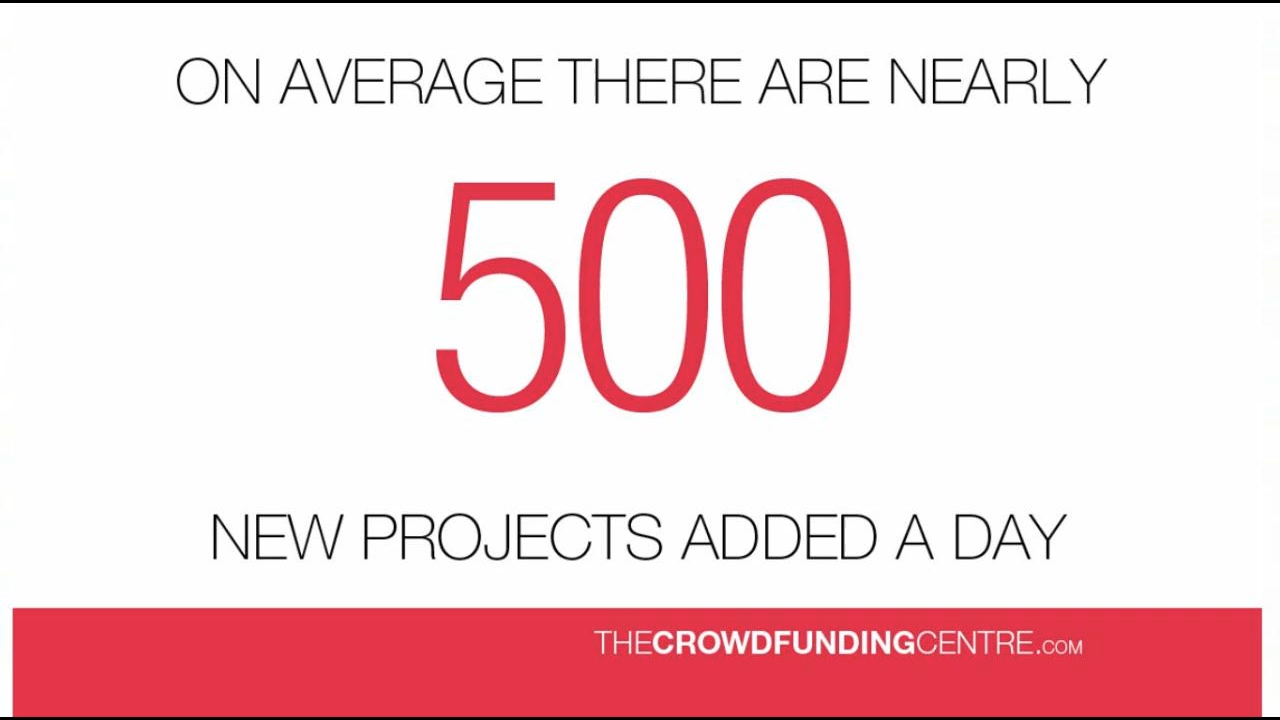 ON AVERAGE THERE ARE NEARLY
500
NEW PROJECTS ADDED A DAY
THECROWDFUNDINGCENTRE.COM